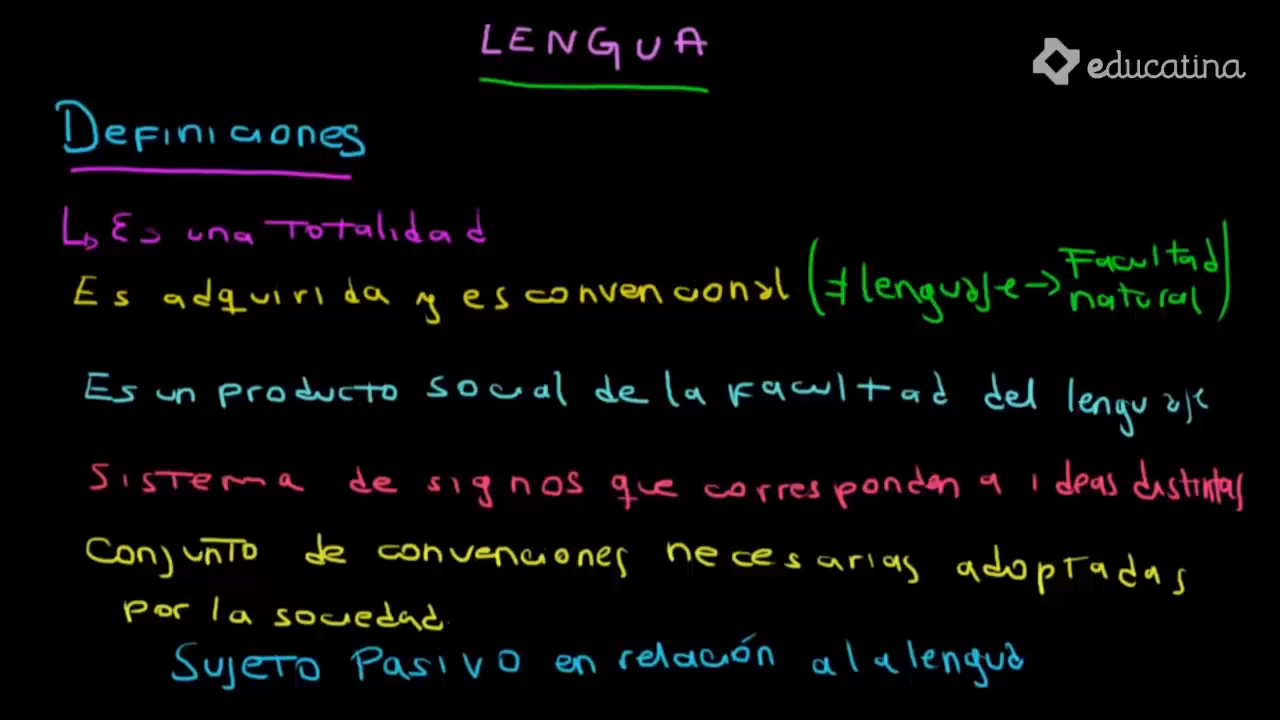 LENGUA
educatina
Definiciones
↳ Es una totalidad
Es adquirida y es convencional (≠ lenguaje → Facultad natural)
Es un producto social de la facultad del lenguaje
Sistema de signos que corresponden a ideas distintas
Conjunto de convenciones necesarias adoptadas
por la sociedad
Sujeto Pasivo en relación a la lengua